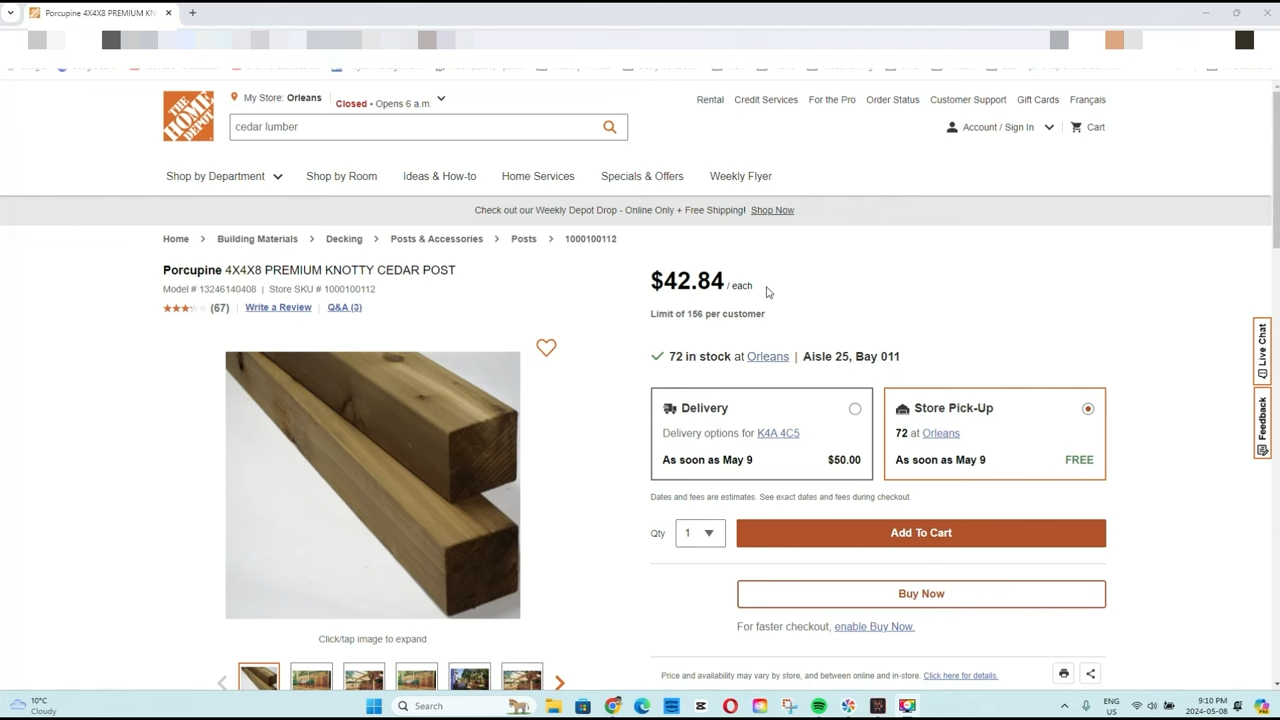 Porcupine 4X4X8 PREMIUM KN
THE HOME DEPOT
My Store: Orleans
Closed • Opens 6 a.m.
Rental Credit Services For the Pro Order Status Customer Support Gift Cards Français
cedar lumber
Account / Sign In Cart
Shop by Department Shop by Room Ideas & How-to Home Services Specials & Offers Weekly Flyer
Check out our Weekly Depot Drop - Online Only + Free Shipping! Shop Now
Home > Building Materials > Decking > Posts & Accessories > Posts > 1000100112
Porcupine 4X4X8 PREMIUM KNOTTY CEDAR POST
Model # 13246140408 | Store SKU # 1000100112
(67) Write a Review Q&A (3)
$42.84 / each
Limit of 156 per customer
72 in stock at Orleans | Aisle 25, Bay 011
Delivery
Delivery options for K4A 4C5
As soon as May 9 $50.00
Store Pick-Up
72 at Orleans
As soon as May 9 FREE
Dates and fees are estimates. See exact dates and fees during checkout.
Qty 1 Add To Cart
Buy Now
For faster checkout, enable Buy Now.
Click/tap image to expand
Price and availability may vary by store, and between online and in-store. Click here for details.
Live Chat
Feedback
10°C
Cloudy
Search
ENG
US
9:10 PM
2024-05-08